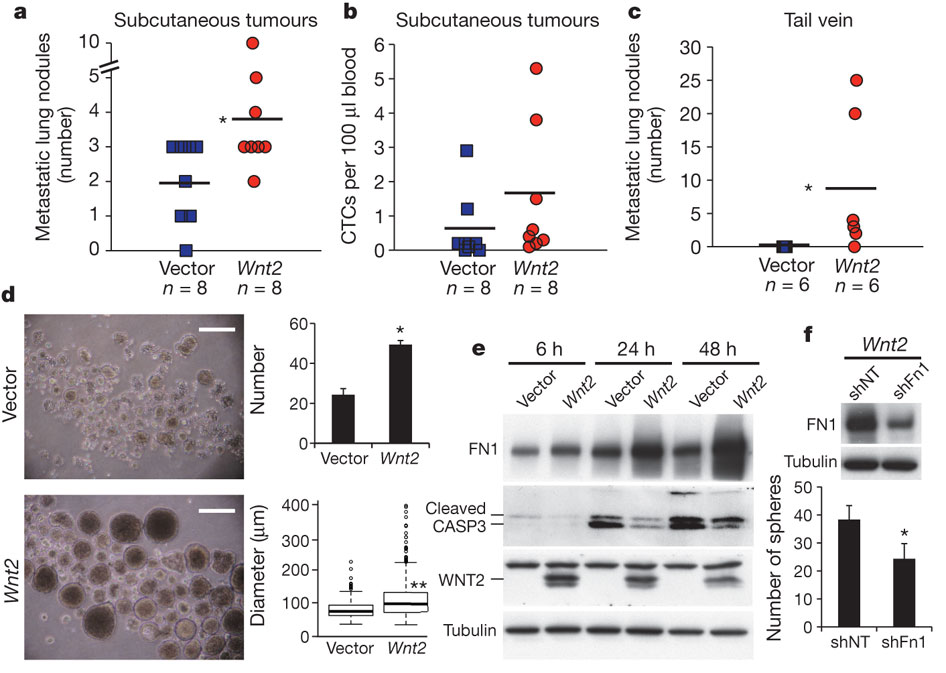 a
Subcutaneous tumours
Metastatic lung nodules
(number)
10
5
4
3
2
1
0
*
Vector
n = 8
Wnt2
n = 8
b
Subcutaneous tumours
CTCs per 100 µl blood
6
5
4
3
2
1
0
Vector
n = 8
Wnt2
n = 8
c
Tail vein
Metastatic lung nodules
(number)
30
25
20
15
10
5
0
*
Vector
n = 6
Wnt2
n = 6
d
Vector
Wnt2
Number
60
40
20
0
*
Vector
Wnt2
Diameter (µm)
400
300
200
100
0
**
Vector
Wnt2
e
6 h
24 h
48 h
Vector
Wnt2
Vector
Wnt2
Vector
Wnt2
FN1
Cleaved
CASP3
WNT2
Tubulin
f
Wnt2
shNT
shFn1
FN1
Tubulin
Number of spheres
50
40
30
20
10
0
*
shNT
shFn1